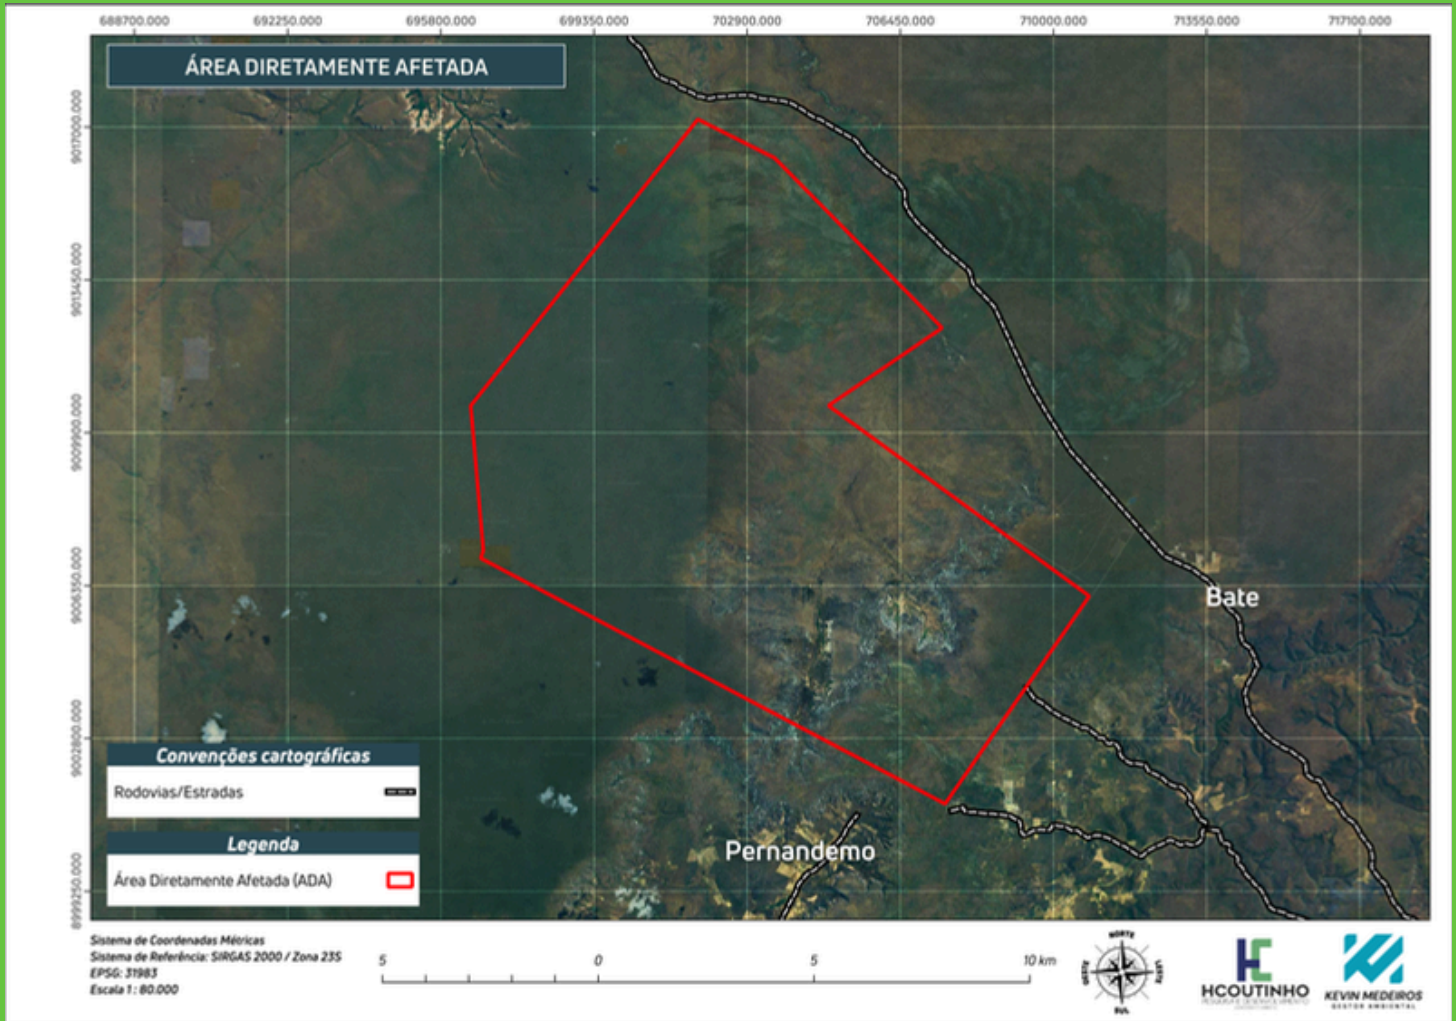 688700.000 692250.000 695800.000 699350.000 702900.000 706450.000 710000.000 713550.000 717100.000
ÁREA DIRETAMENTE AFETADA
9017000.000
9013450.000
9009900.000
9006350.000
9002800.000
8999250.000
Bate
Pernandemo
Convenções cartográficas
Rodovias/Estradas
Legenda
Área Diretamente Afetada (ADA)
Sistema de Coordenadas Métricas
Sistema de Referência: SIRGAS 2000 / Zona 23S
EPSG: 31983
Escala 1 : 80.000
5 0 5 10 km
NORTE
OESTE
LESTE
SUL
HC
HCOUTINHO
KEVIN MEDEIROS
GESTOR AMBIENTAL